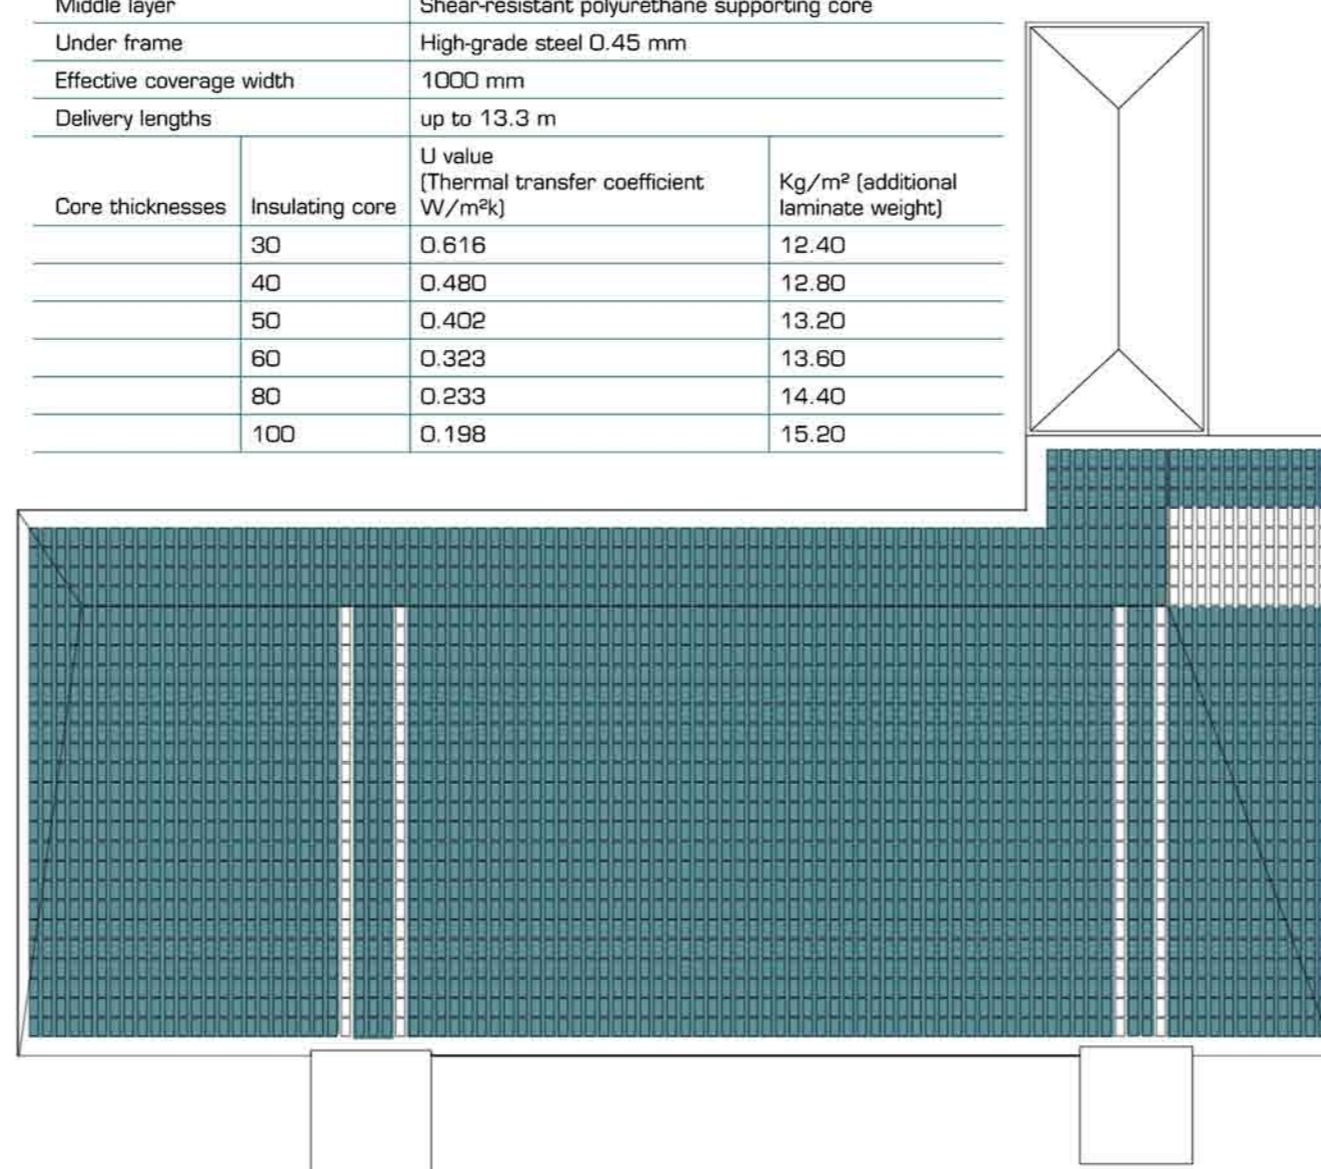 Middle layer Shear-resistant polyurethane supporting core
Under frame High-grade steel 0.45 mm
Effective coverage width 1000 mm
Delivery lengths up to 13.3 m
U value
(Thermal transfer coefficient Kg/m² (additional
Core thicknesses Insulating core W/m²k) laminate weight)
30 0.616 12.40
40 0.480 12.80
50 0.402 13.20
60 0.323 13.60
80 0.233 14.40
100 0.198 15.20